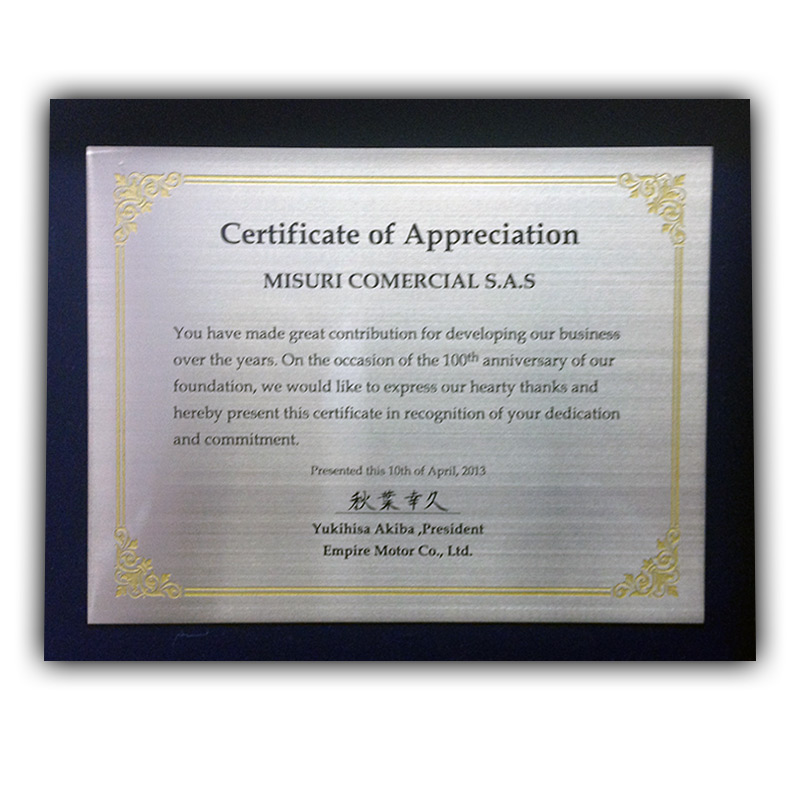 Certificate of Appreciation
MISURI COMERCIAL S.A.S
You have made great contribution for developing our business
over the years. On the occasion of the 100th anniversary of our
foundation, we would like to express our hearty thanks and
hereby present this certificate in recognition of your dedication
and commitment.
Presented this 10th of April, 2013
秋葉幸久
Yukihisa Akiba ,President
Empire Motor Co., Ltd.